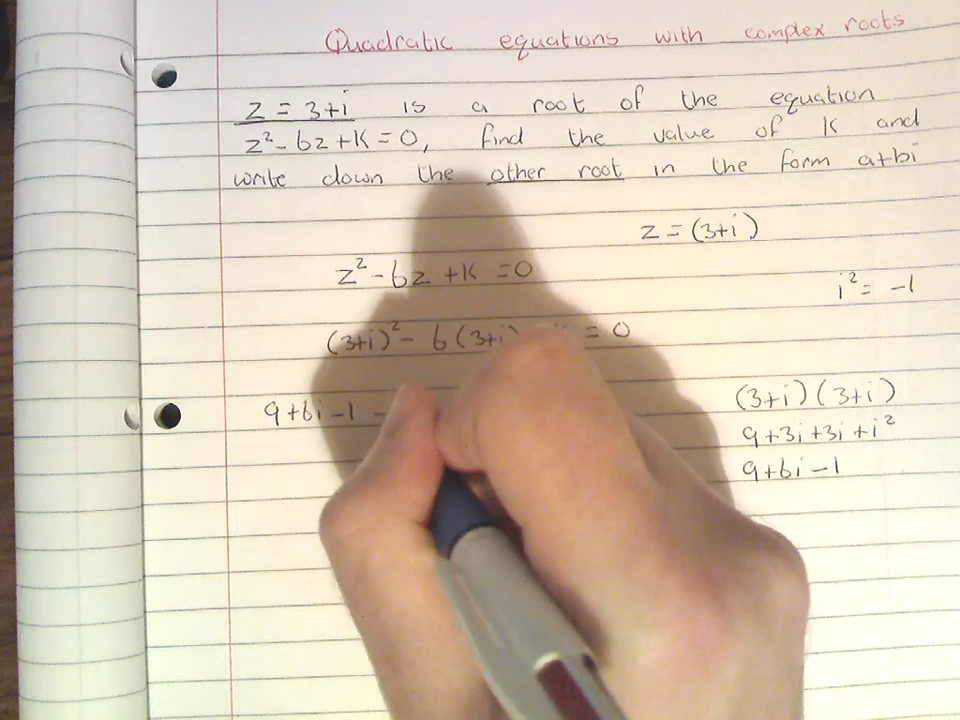 Quadratic equations with complex roots
z = 3+i is a root of the equation
z² - 6z + K = 0, find the value of K and
write down the other root in the form a+bi
z = (3+i)
z² - 6z + K = 0
i² = -1
(3+i)² - 6(3+i) = 0
(3+i)(3+i)
9+6i-1 -
9+3i+3i+i²
9+6i-1